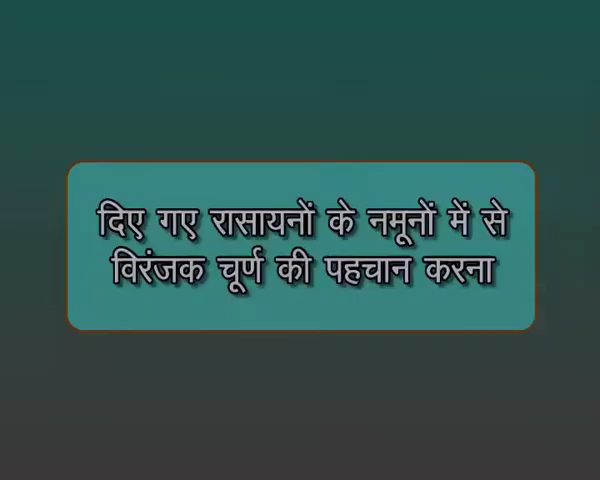 दिए गए रासायनों के नमूनों में से
विरंजक चूर्ण की पहचान करना